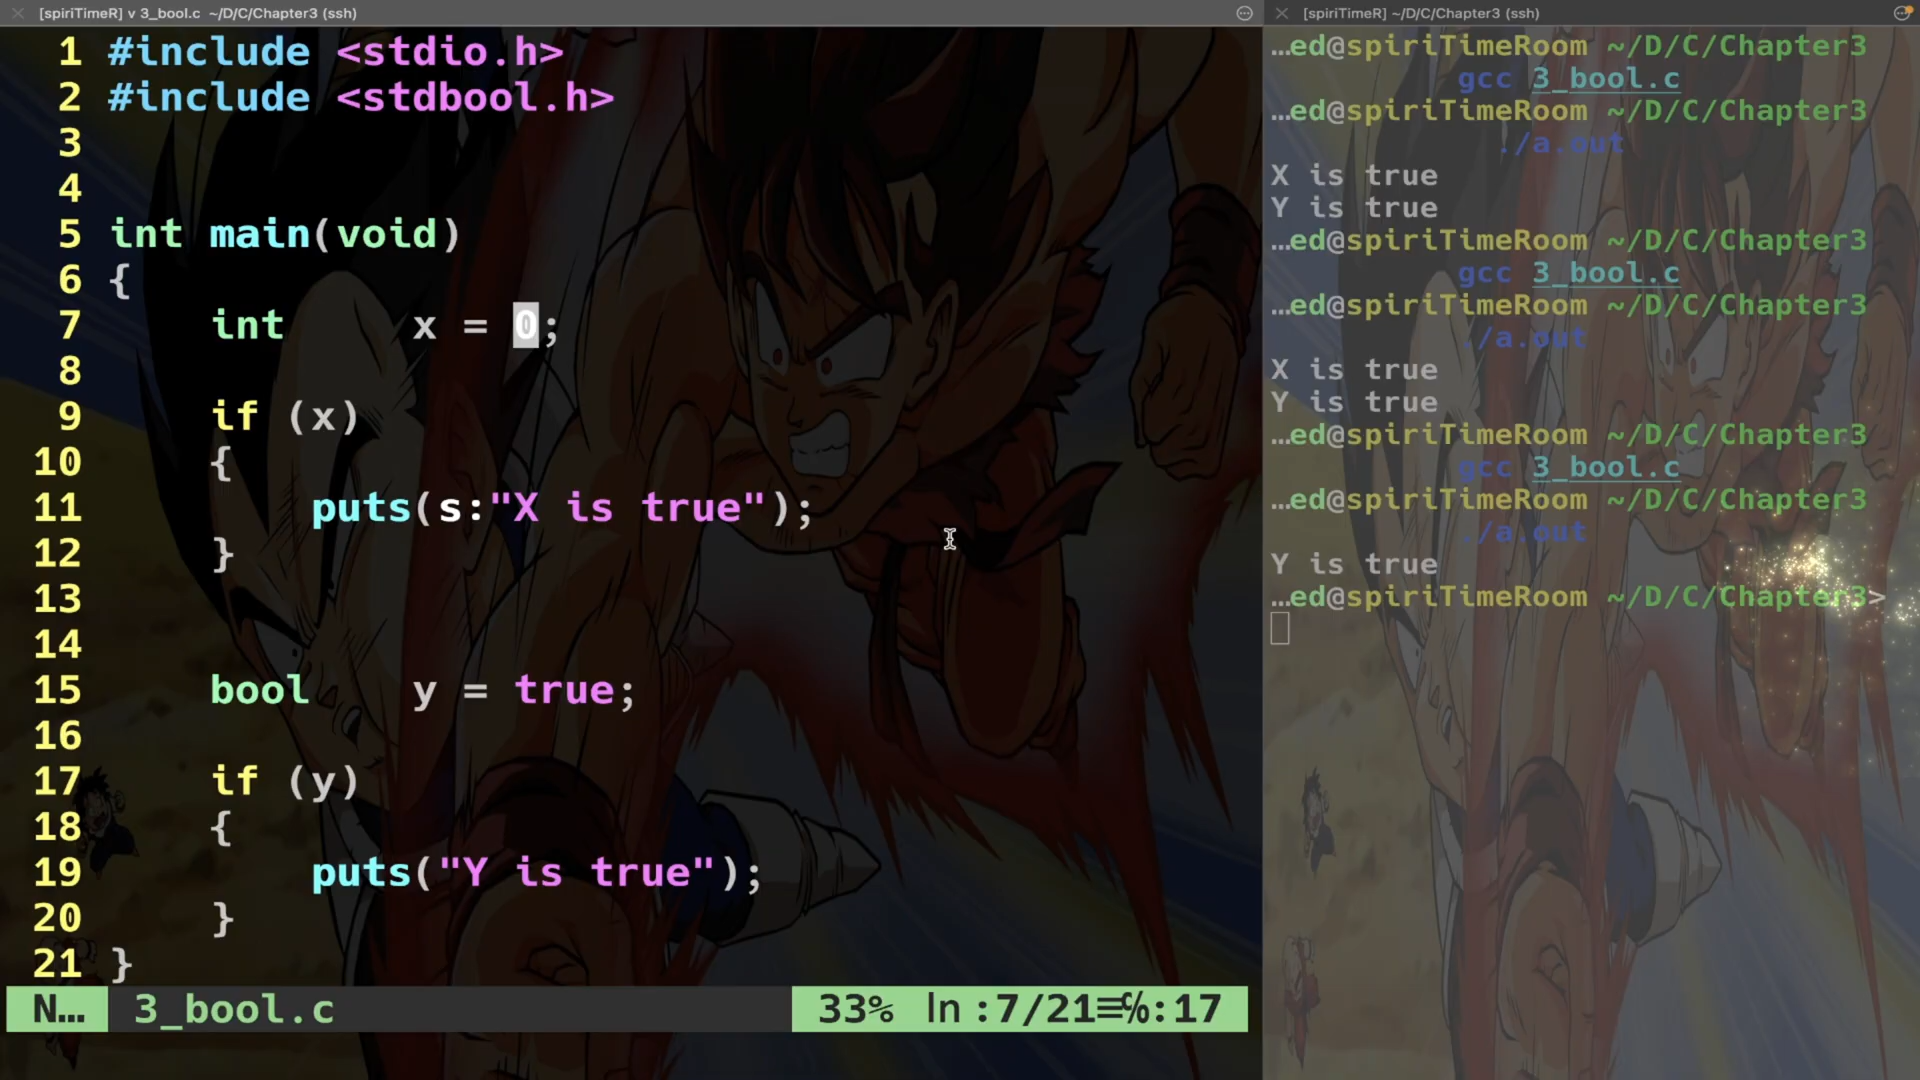 [spiriTimeR] v 3_bool.c ~/D/C/Chapter3 (ssh)
1 #include <stdio.h>
2 #include <stdbool.h>
3
4
5 int main(void)
6 {
7 int x = 0;
8
9 if (x)
10 {
11 puts(s:"X is true");
12 }
13
14
15 bool y = true;
16
17 if (y)
18 {
19 puts("Y is true");
20 }
21 }
N... 3_bool.c 33% ln :7/21≡℅:17
[spiriTimeR] ~/D/C/Chapter3 (ssh)
…ed@spiriTimeRoom ~/D/C/Chapter3
gcc 3_bool.c
…ed@spiriTimeRoom ~/D/C/Chapter3
./a.out
X is true
Y is true
…ed@spiriTimeRoom ~/D/C/Chapter3
gcc 3_bool.c
…ed@spiriTimeRoom ~/D/C/Chapter3
./a.out
X is true
Y is true
…ed@spiriTimeRoom ~/D/C/Chapter3
gcc 3_bool.c
…ed@spiriTimeRoom ~/D/C/Chapter3
./a.out
Y is true
…ed@spiriTimeRoom ~/D/C/Chapter3>